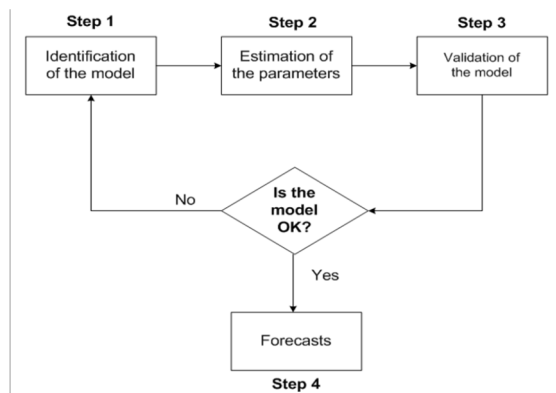 Step 1
Step 2
Step 3
Identification
of the model
Estimation of
the parameters
Validation of
the model
No
Is the
model
OK?
Yes
Forecasts
Step 4